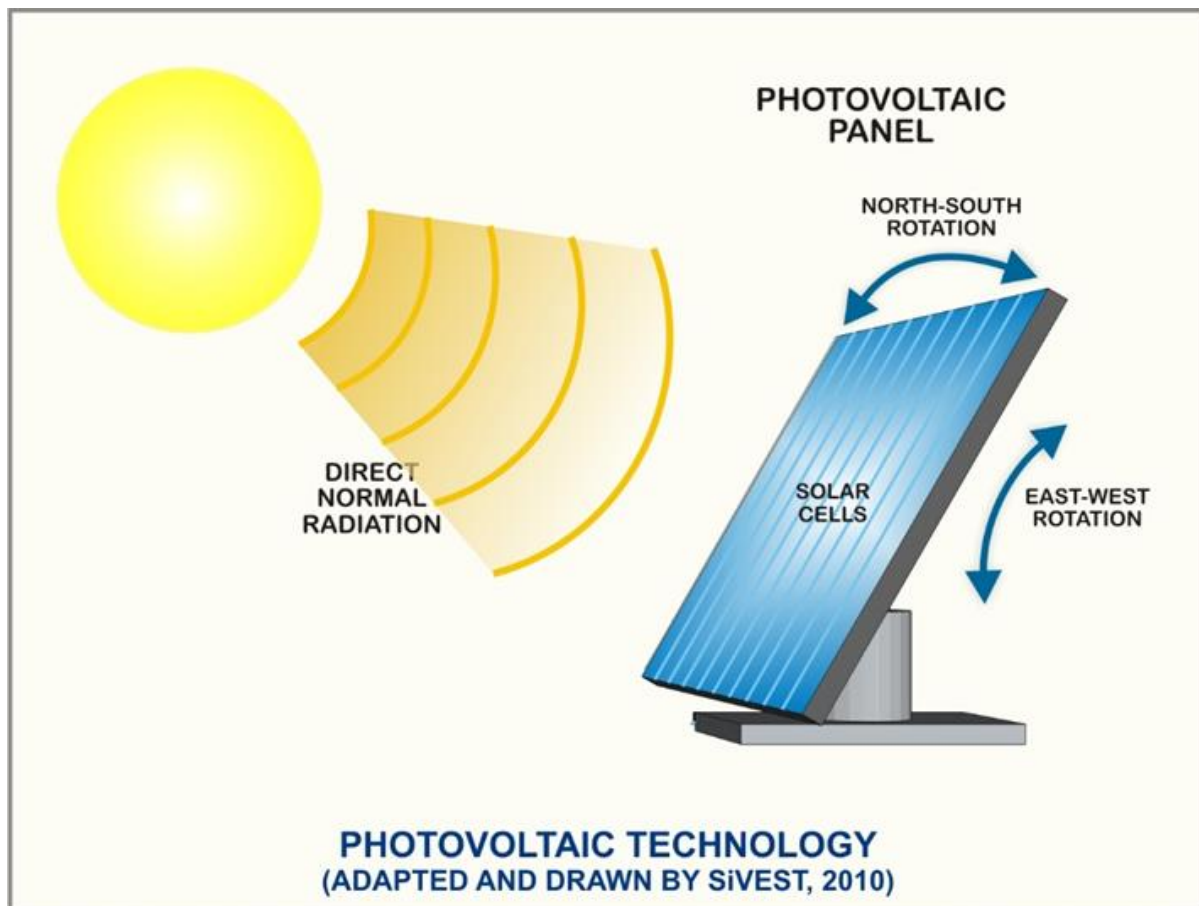 PHOTOVOLTAIC
PANEL
NORTH-SOUTH
ROTATION
DIRECT
NORMAL
RADIATION
SOLAR
CELLS
EAST-WEST
ROTATION
PHOTOVOLTAIC TECHNOLOGY
(ADAPTED AND DRAWN BY SiVEST, 2010)